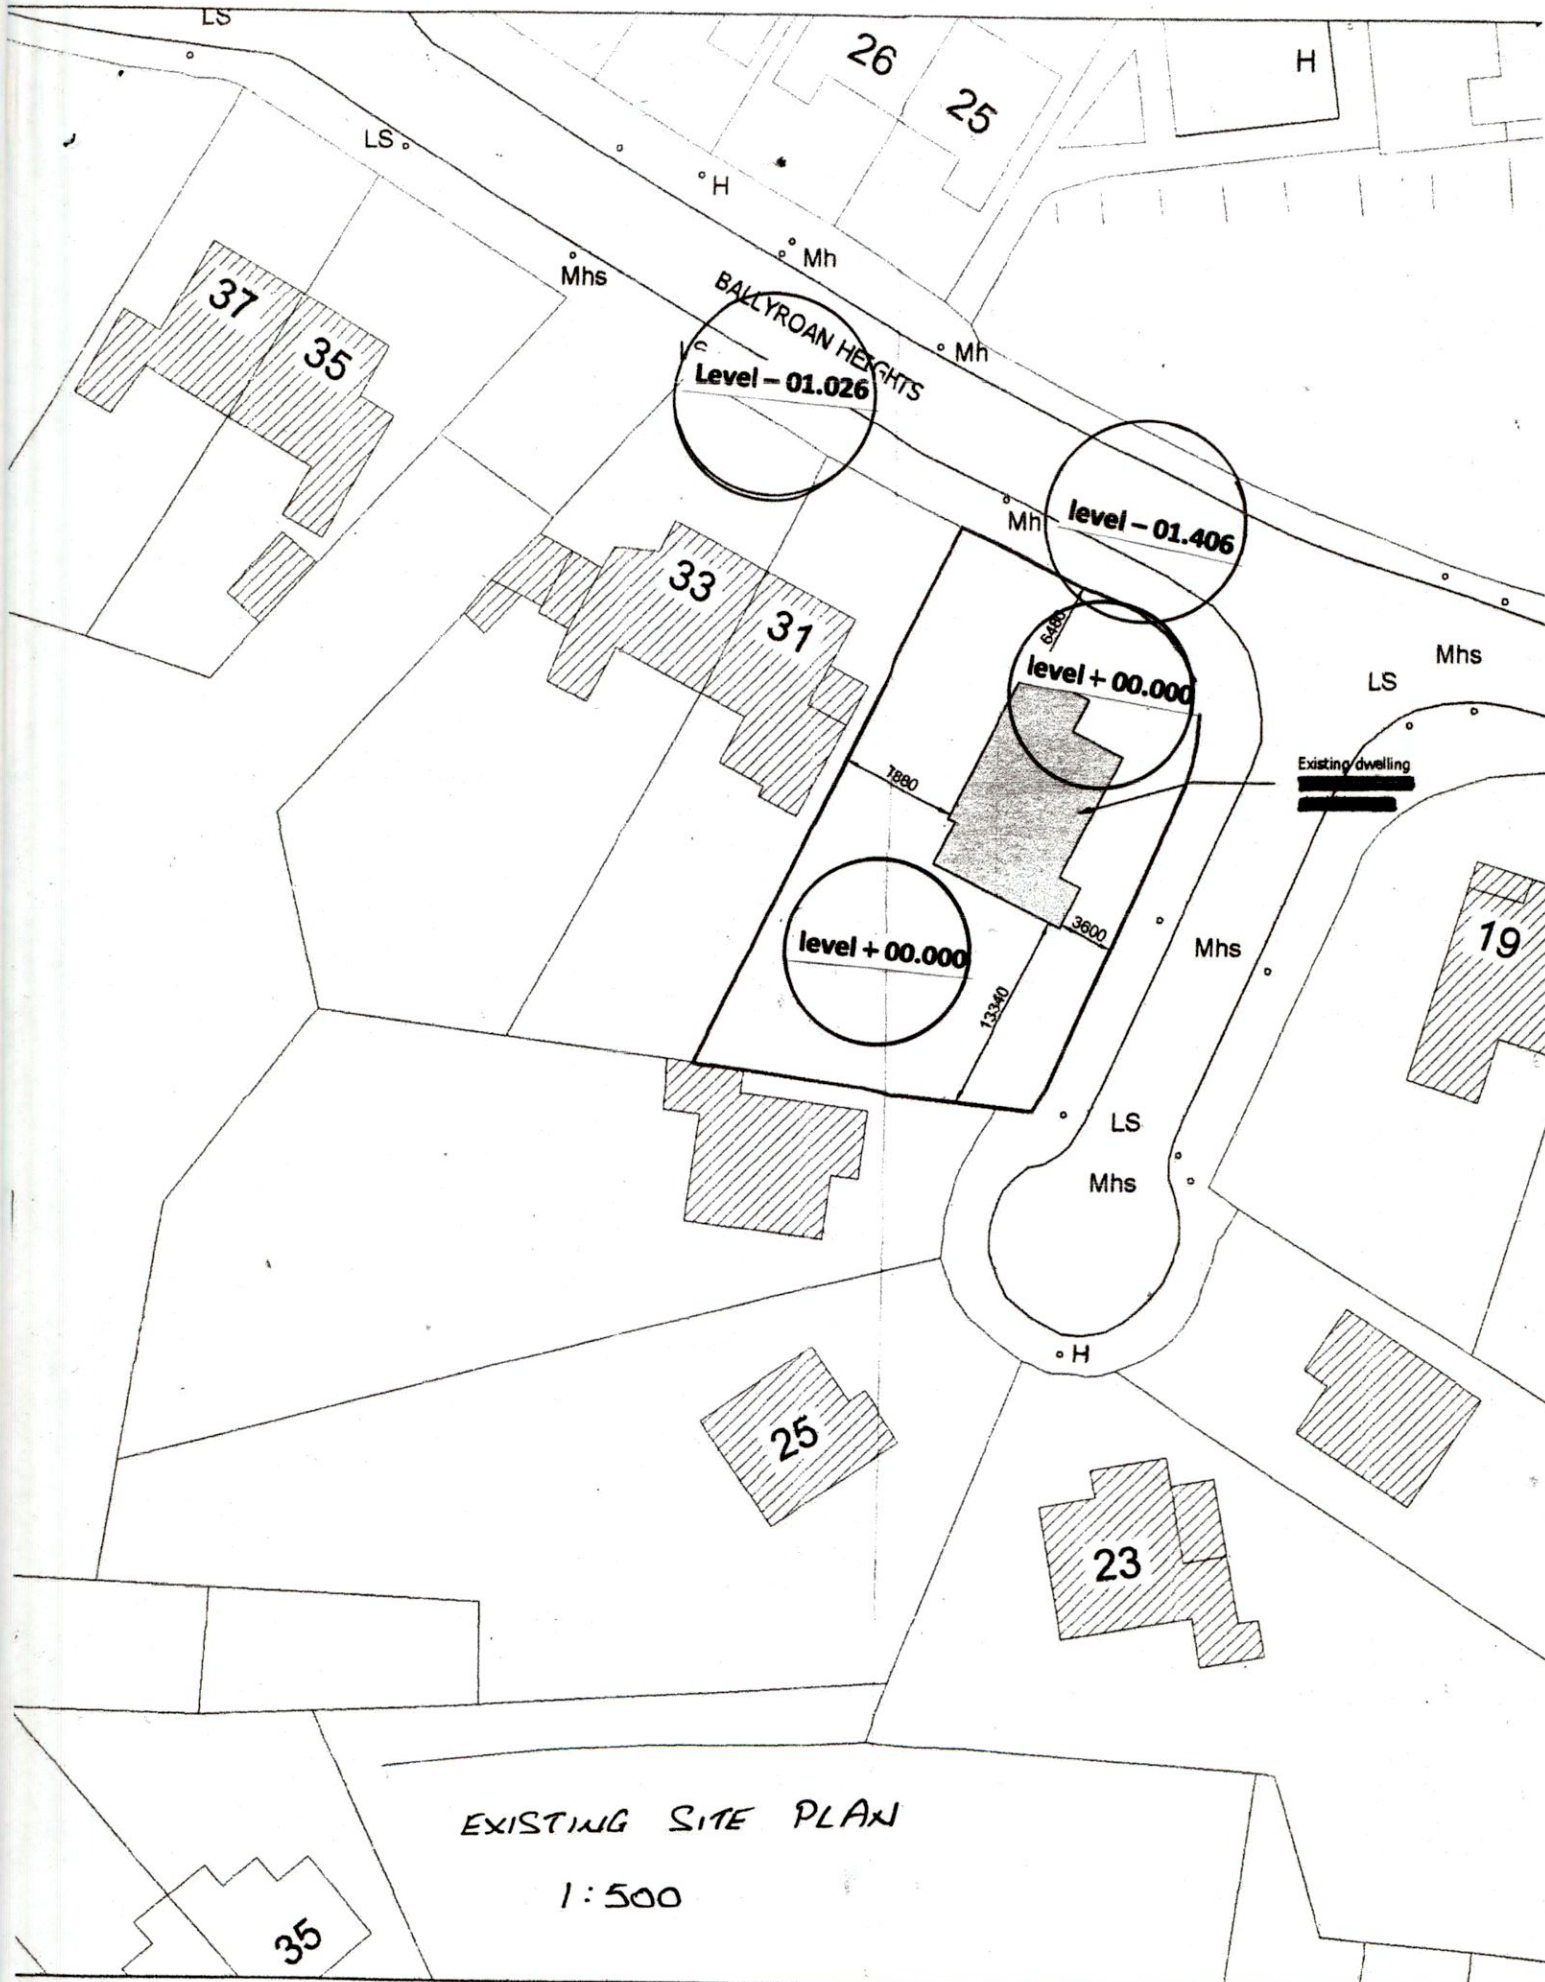 LS
26
25
H
LS
H
Mh
Mhs
BALLYROAN HEIGHTS
37
35
Mh
Level – 01.026
Mh
level – 01.406
33
31
6480
Mhs
LS
level + 00.000
Existing dwelling
7880
19
3600
Mhs
level + 00.000
13340
LS
Mhs
H
25
23
EXISTING SITE PLAN
1:500
35